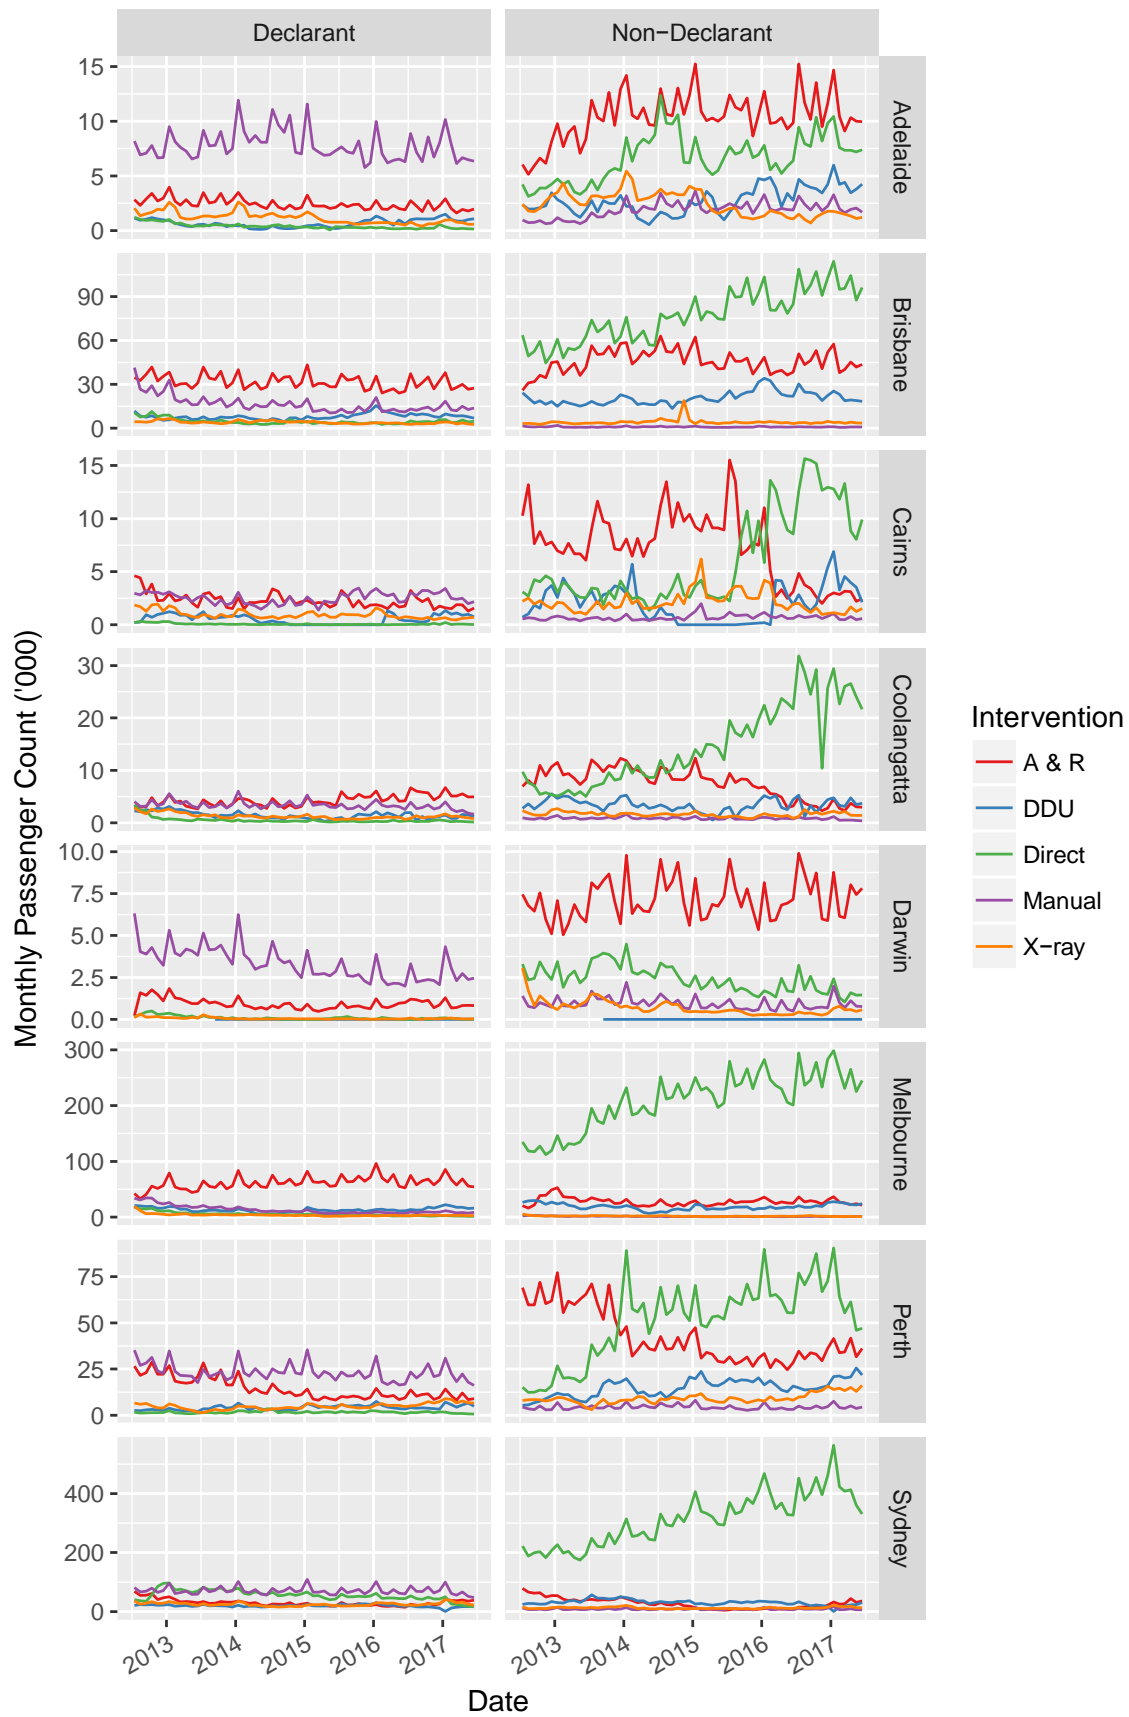 Declarant Non−Declarant
15
10
5
0
Adelaide
90
60
30
0
Brisbane
15
10
5
0
Cairns
30
20
10
0
Coolangata
10.0
7.5
5.0
2.5
0.0
Darwin
300
200
100
0
Melbourne
75
50
25
0
Perth
400
200
0
Sydney
2013 2014 2015 2016 2017 2013 2014 2015 2016 2017
Date
Monthly Passenger Count ('000)
Intervention
A & R
DDU
Direct
Manual
X−ray